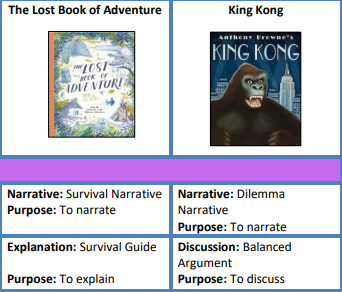 The Lost Book of Adventure
THE
LOST
BOOK OF
ADVENTURE
King Kong
Anthony Browne's
KING KONG
Narrative: Survival Narrative
Purpose: To narrate
Narrative: Dilemma
Narrative
Purpose: To narrate
Explanation: Survival Guide
Purpose: To explain
Discussion: Balanced
Argument
Purpose: To discuss